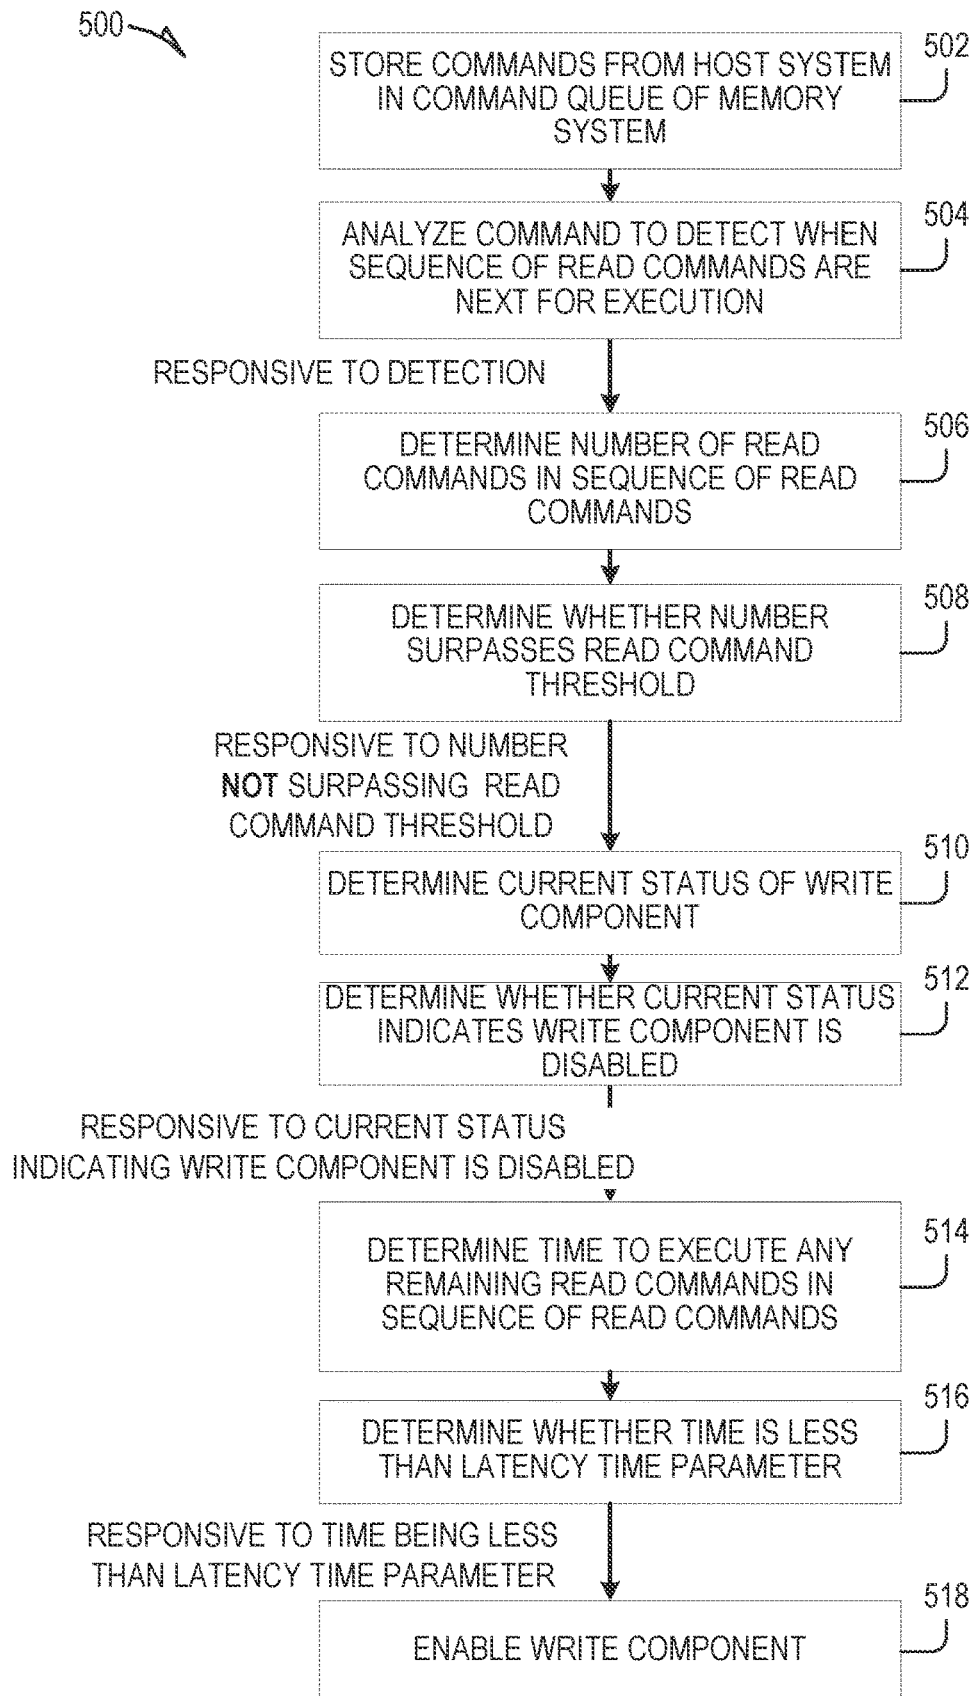 500
502
STORE COMMANDS FROM HOST SYSTEM
IN COMMAND QUEUE OF MEMORY
SYSTEM
504
ANALYZE COMMAND TO DETECT WHEN
SEQUENCE OF READ COMMANDS ARE
NEXT FOR EXECUTION
RESPONSIVE TO DETECTION
506
DETERMINE NUMBER OF READ
COMMANDS IN SEQUENCE OF READ
COMMANDS
508
DETERMINE WHETHER NUMBER
SURPASSES READ COMMAND
THRESHOLD
RESPONSIVE TO NUMBER
NOT SURPASSING READ
COMMAND THRESHOLD
510
DETERMINE CURRENT STATUS OF WRITE
COMPONENT
512
DETERMINE WHETHER CURRENT STATUS
INDICATES WRITE COMPONENT IS
DISABLED
RESPONSIVE TO CURRENT STATUS
INDICATING WRITE COMPONENT IS DISABLED
514
DETERMINE TIME TO EXECUTE ANY
REMAINING READ COMMANDS IN
SEQUENCE OF READ COMMANDS
516
DETERMINE WHETHER TIME IS LESS
THAN LATENCY TIME PARAMETER
RESPONSIVE TO TIME BEING LESS
THAN LATENCY TIME PARAMETER
518
ENABLE WRITE COMPONENT